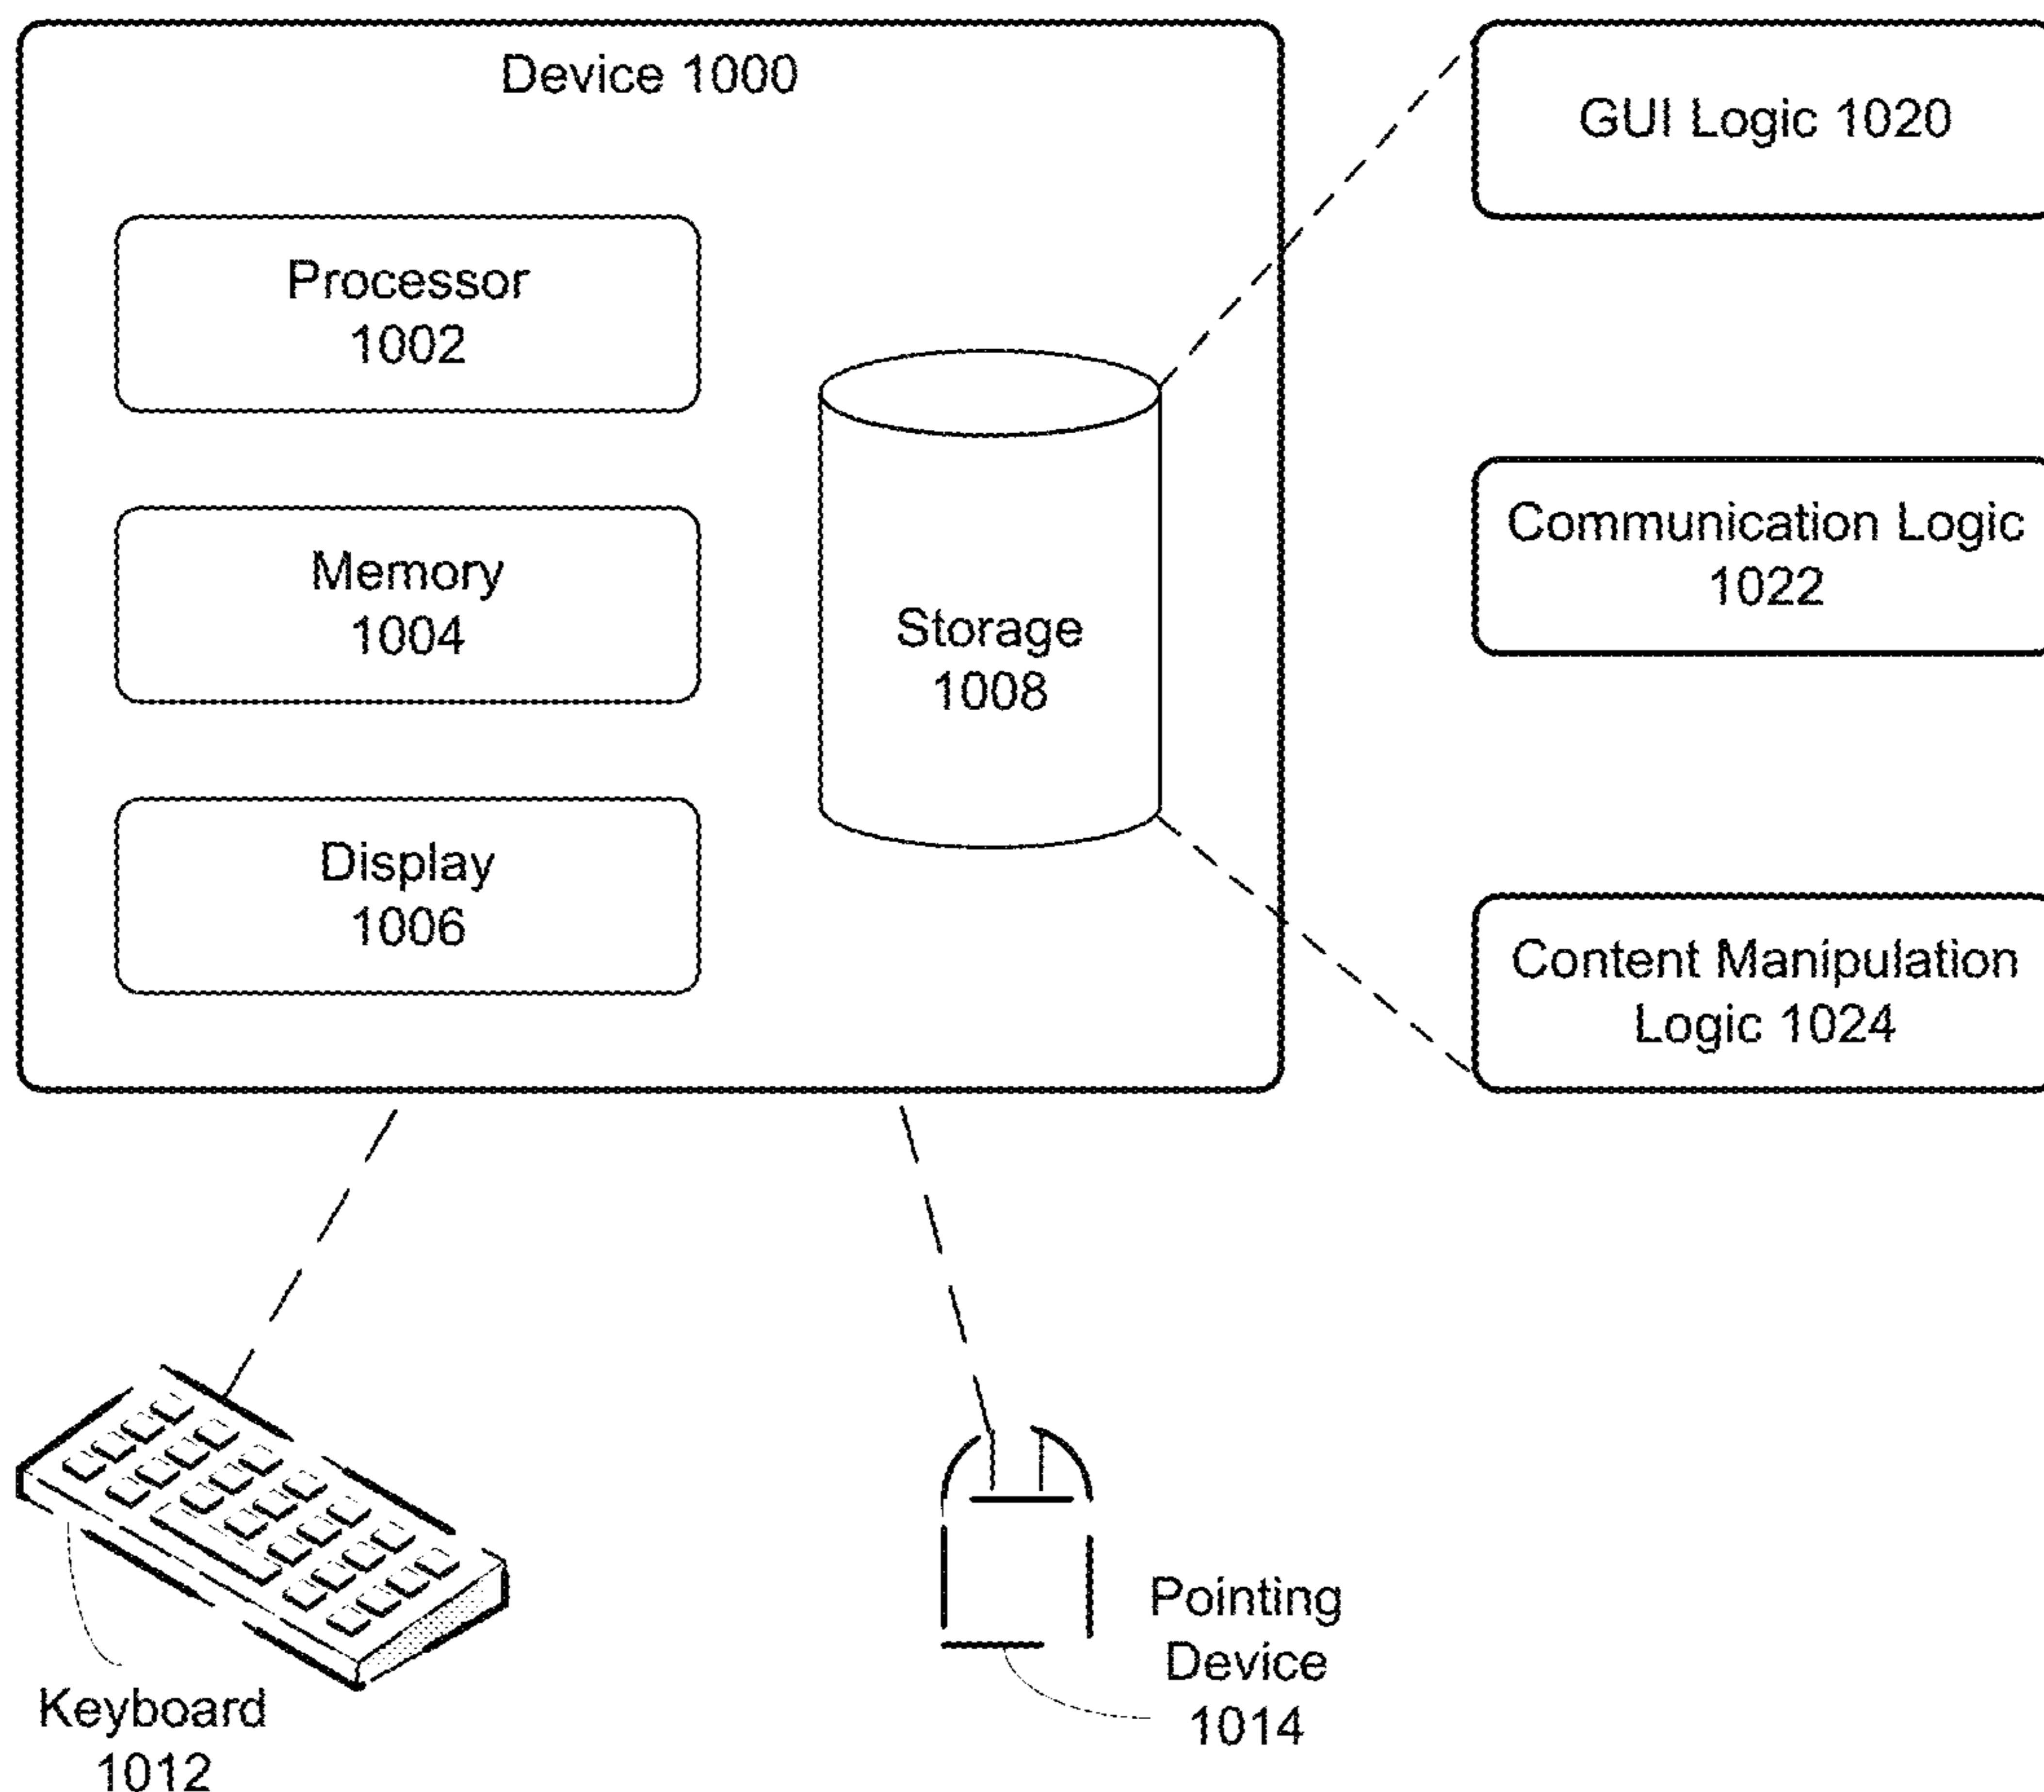 Device 1000
Processor
1002
Memory
1004
Display
1006
Storage
1008
GUI Logic 1020
Communication Logic
1022
Content Manipulation
Logic 1024
Keyboard
1012
Pointing
Device
1014